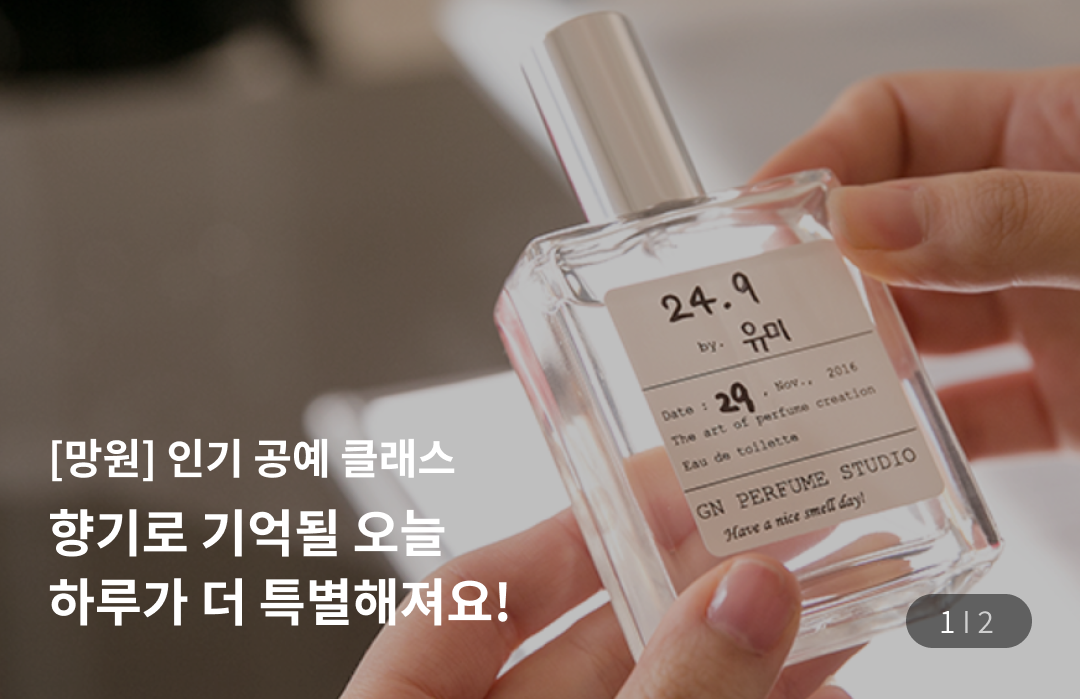 24.9
by. 유미
Date : 29 , Nov., 2016
The art of perfume creation
Eau de toilette
GN PERFUME STUDIO
Have a nice smell day!
[망원] 인기 공예 클래스
향기로 기억될 오늘
하루가 더 특별해져요!
1 | 2